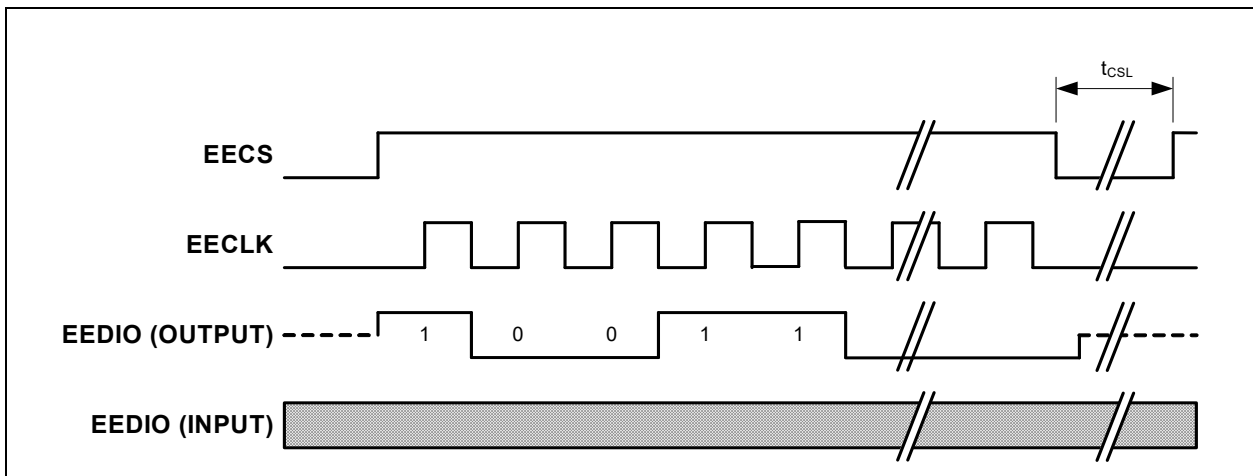 tCSL
EECS
EECLK
EEDIO (OUTPUT) 1 0 0 1 1
EEDIO (INPUT)